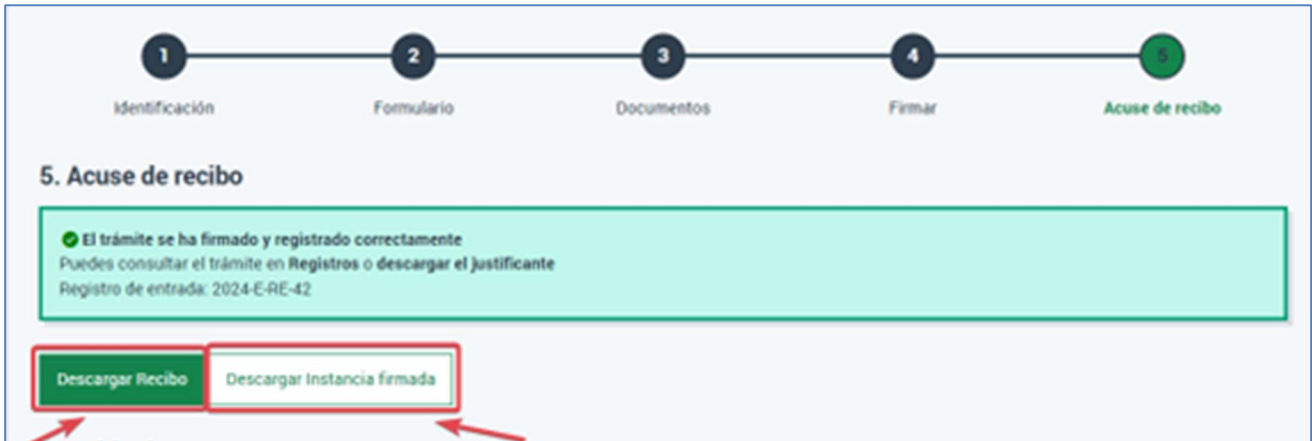 1 2 3 4 5
Identificación Formulario Documentos Firmar Acuse de recibo
5. Acuse de recibo
El trámite se ha firmado y registrado correctamente
Puedes consultar el trámite en Registros o descargar el justificante
Registro de entrada: 2024-E-RE-42
Descargar Recibo Descargar Instancia firmada